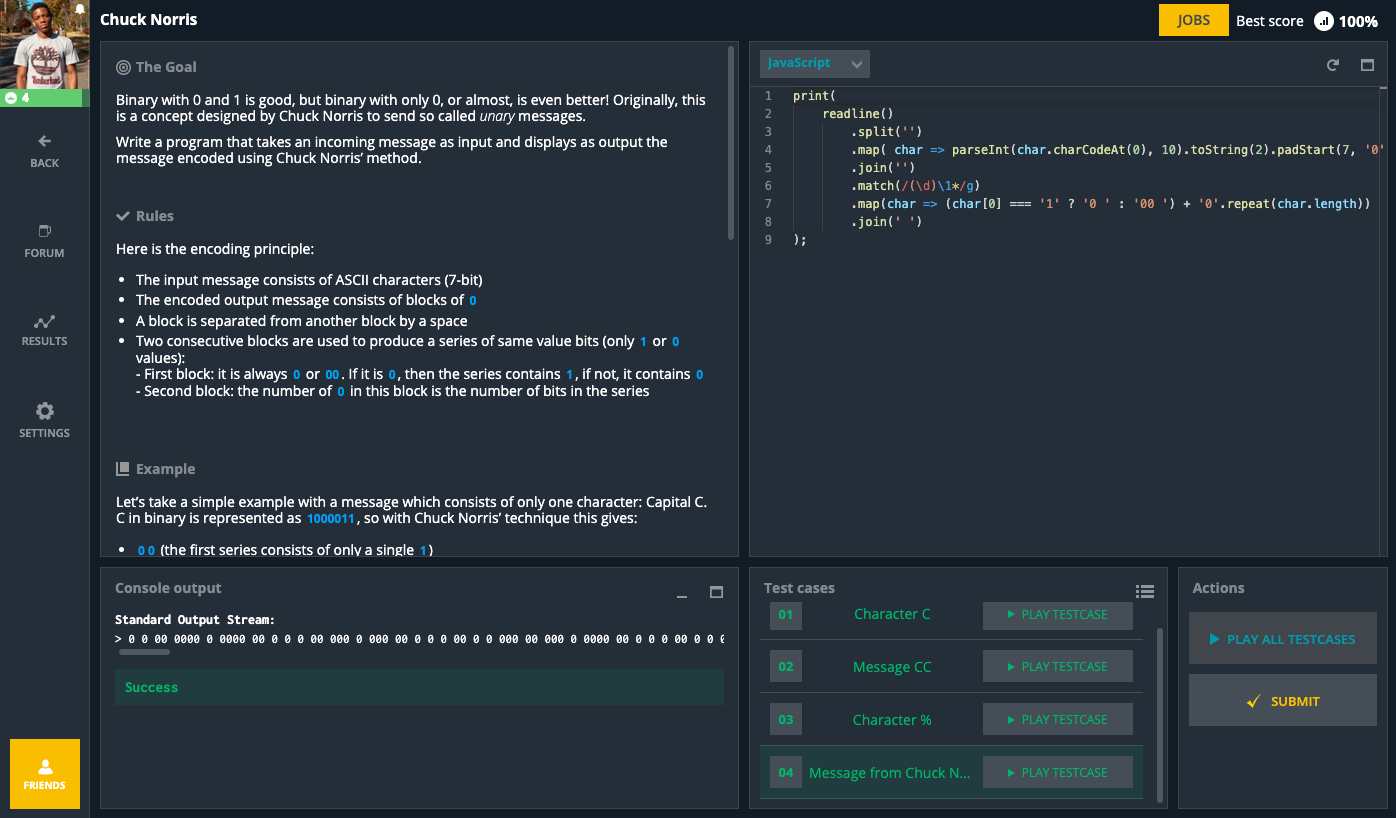 Chuck Norris
JOBS
Best score
100%
4
BACK
FORUM
RESULTS
SETTINGS
FRIENDS
The Goal
Binary with 0 and 1 is good, but binary with only 0, or almost, is even better! Originally, this
is a concept designed by Chuck Norris to send so called unary messages.
Write a program that takes an incoming message as input and displays as output the
message encoded using Chuck Norris’ method.
Rules
Here is the encoding principle:
• The input message consists of ASCII characters (7-bit)
• The encoded output message consists of blocks of 0
• A block is separated from another block by a space
• Two consecutive blocks are used to produce a series of same value bits (only 1 or 0
values):
- First block: it is always 0 or 00. If it is 0, then the series contains 1, if not, it contains 0
- Second block: the number of 0 in this block is the number of bits in the series
Example
Let’s take a simple example with a message which consists of only one character: Capital C.
C in binary is represented as 1000011, so with Chuck Norris’ technique this gives:
• 0 0 (the first series consists of only a single 1)
JavaScript
1 print(
2 readline()
3 .split('')
4 .map( char => parseInt(char.charCodeAt(0), 10).toString(2).padStart(7, '0'
5 .join('')
6 .match(/(\d)\1*/g)
7 .map(char => (char[0] === '1' ? '0 ' : '00 ') + '0'.repeat(char.length))
8 .join(' ')
9 );
Console output
Standard Output Stream:
> 0 0 00 0000 0 0000 00 0 0 0 00 000 0 000 00 0 0 0 00 0 0 000 00 000 0 0000 00 0 0 0 00 0 0
Success
Test cases
01 Character C PLAY TESTCASE
02 Message CC PLAY TESTCASE
03 Character % PLAY TESTCASE
04 Message from Chuck N... PLAY TESTCASE
Actions
PLAY ALL TESTCASES
SUBMIT